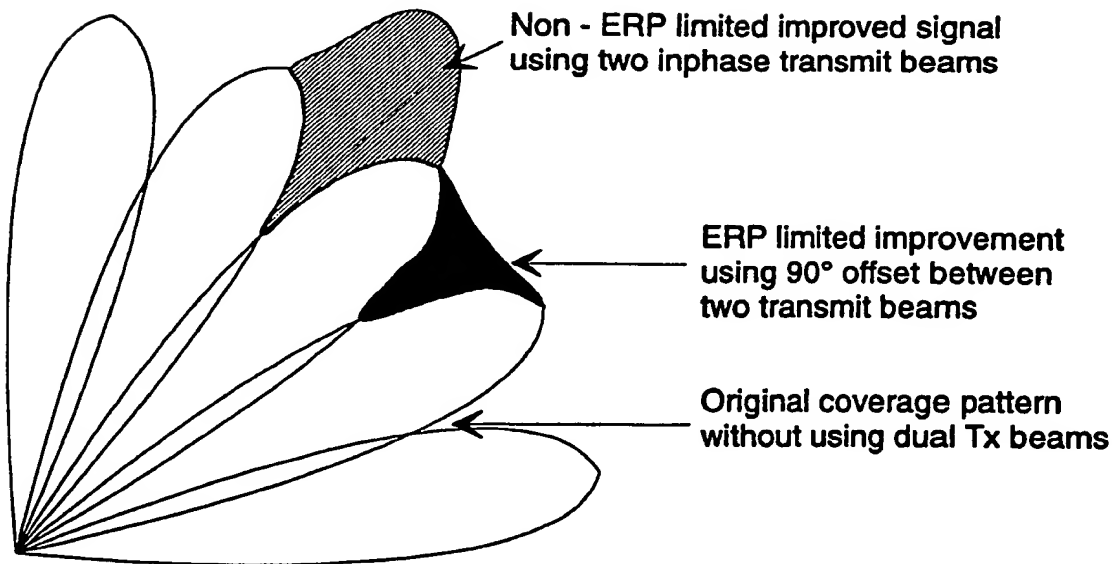 Non - ERP limited improved signal
using two inphase transmit beams
ERP limited improvement
using 90° offset between
two transmit beams
Original coverage pattern
without using dual Tx beams